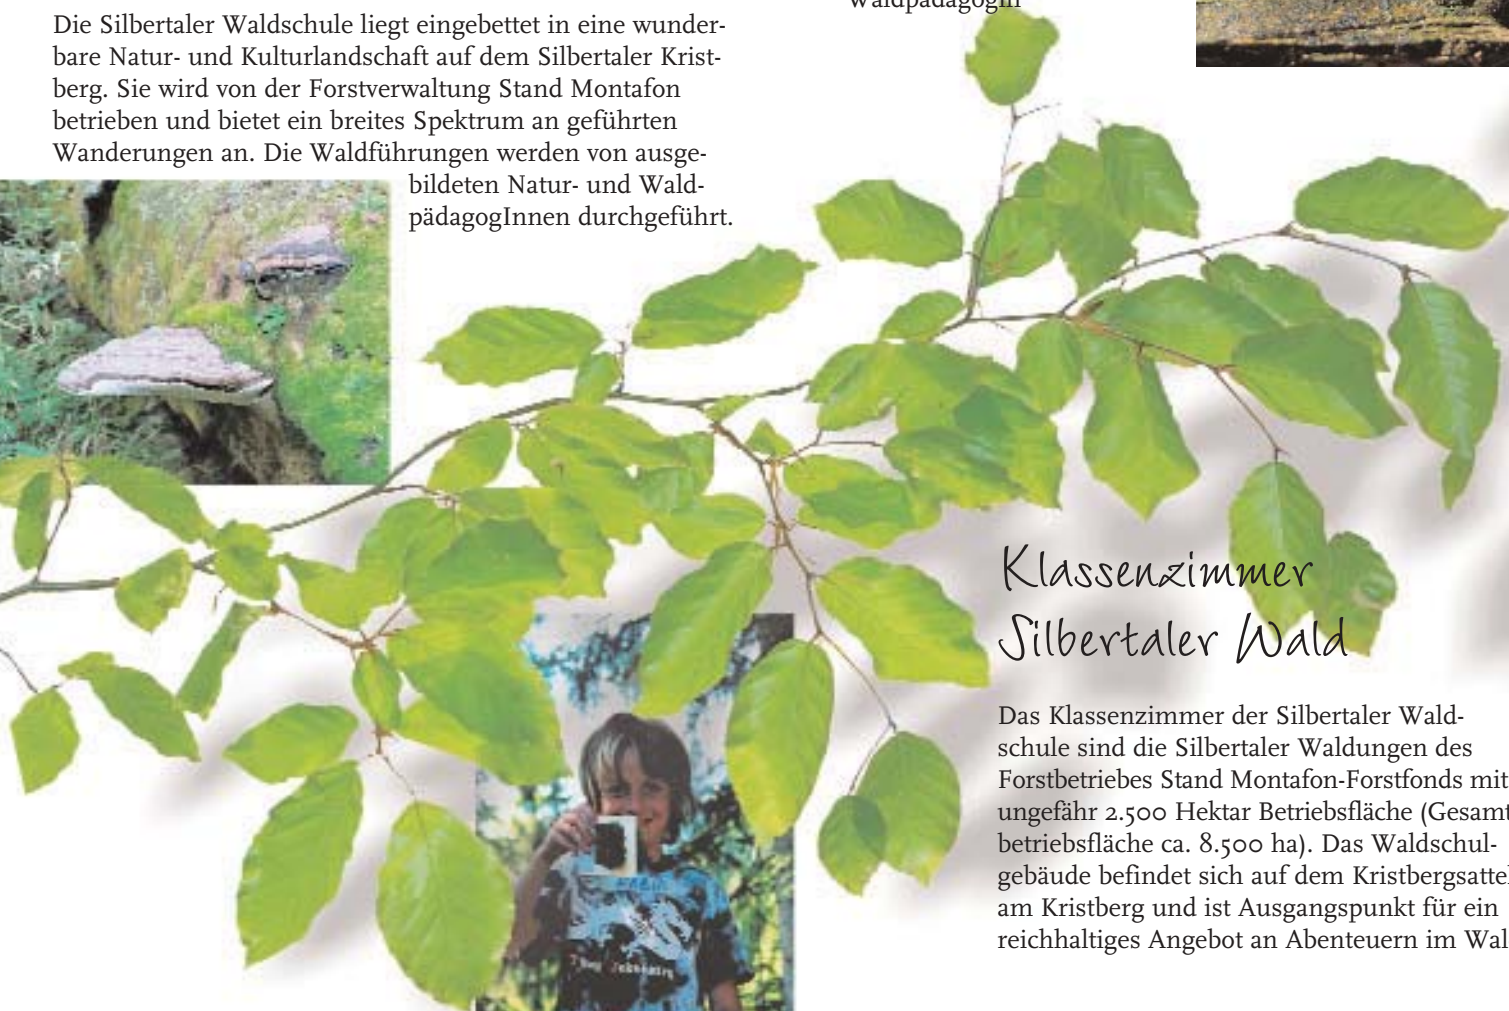 Die Silbertaler Waldschule liegt eingebettet in eine wunder-
bare Natur- und Kulturlandschaft auf dem Silbertaler Krist-
berg. Sie wird von der Forstverwaltung Stand Montafon
betrieben und bietet ein breites Spektrum an geführten
Wanderungen an. Die Waldführungen werden von ausge-
bildeten Natur- und Wald-
pädagogInnen durchgeführt.
Waldpädagogin
Klassenzimmer
Silbertaler Wald
Das Klassenzimmer der Silbertaler Wald-
schule sind die Silbertaler Waldungen des
Forstbetriebes Stand Montafon-Forstfonds mit
ungefähr 2.500 Hektar Betriebsfläche (Gesamt
betriebsfläche ca. 8.500 ha). Das Waldschul-
gebäude befindet sich auf dem Kristbergsattel
am Kristberg und ist Ausgangspunkt für ein
reichhaltiges Angebot an Abenteuern im Wal